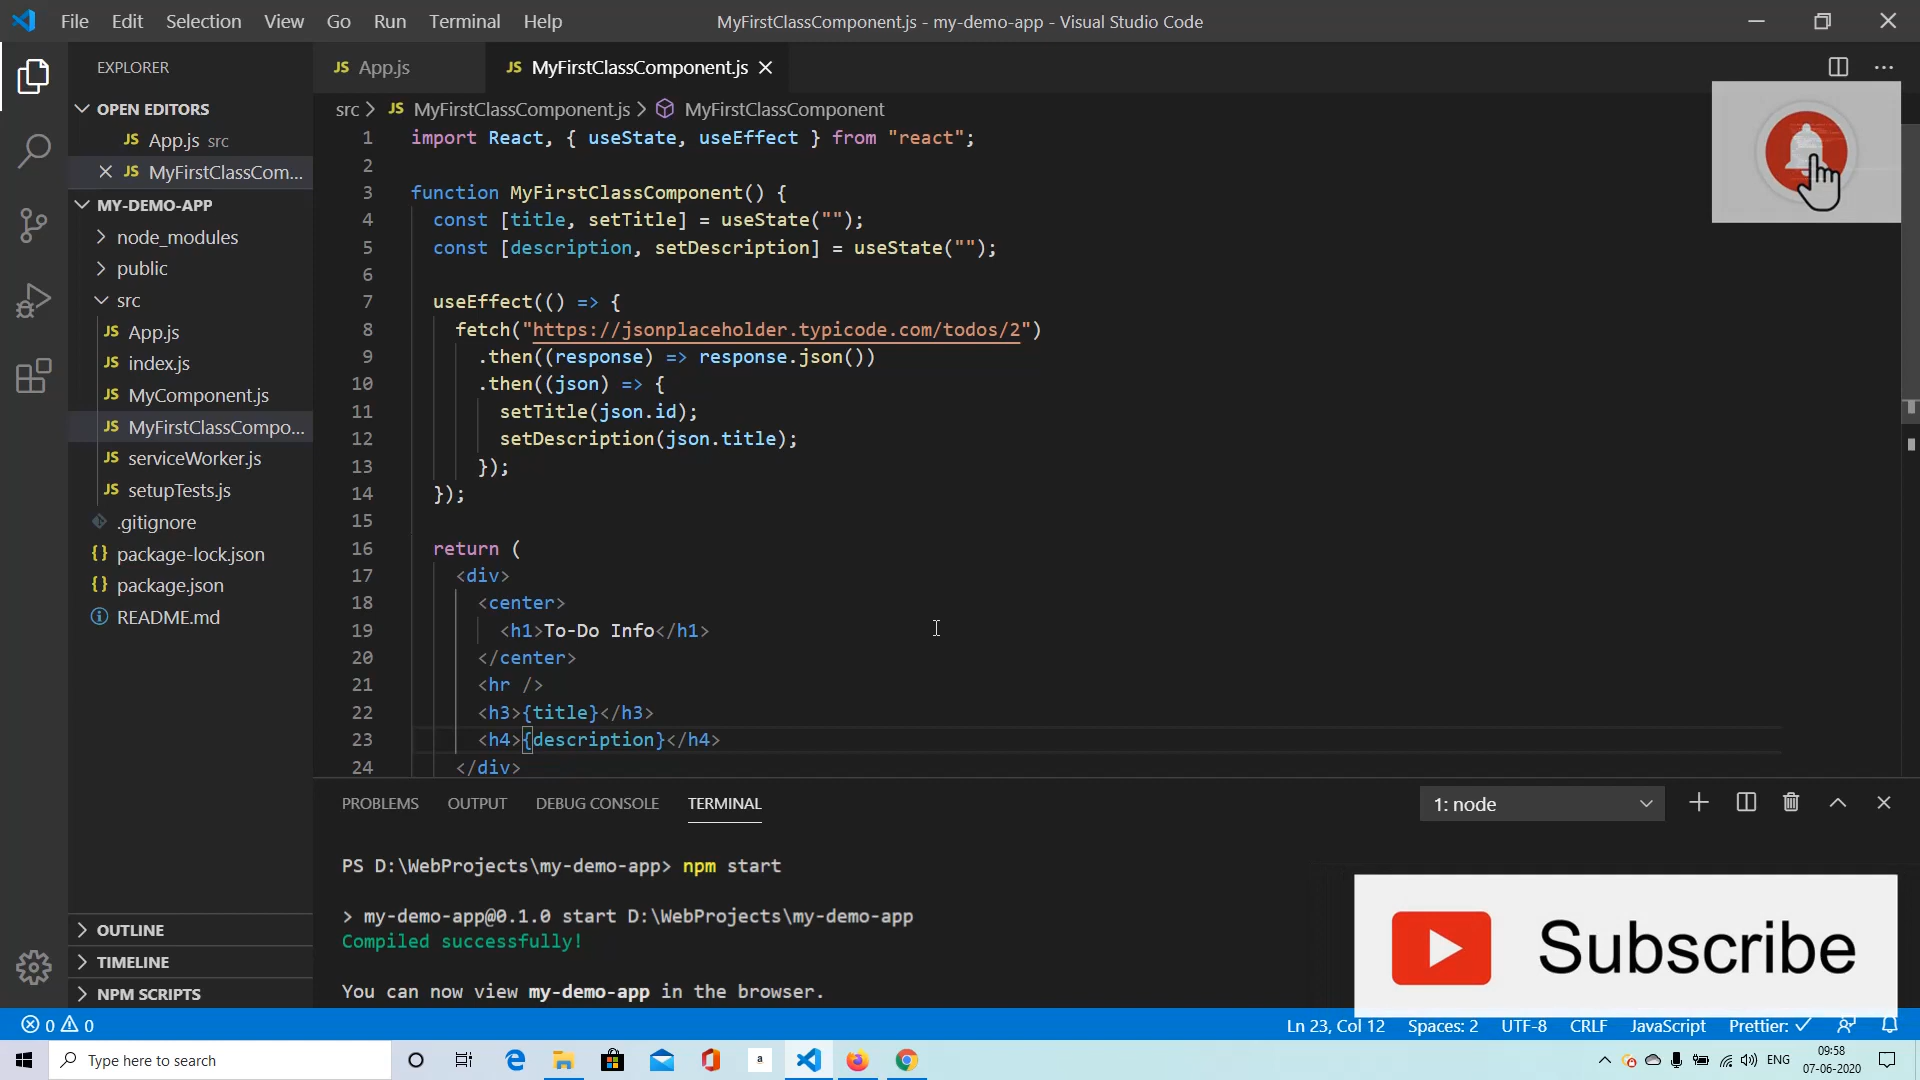 File Edit Selection View Go Run Terminal Help
MyFirstClassComponent.js - my-demo-app - Visual Studio Code
EXPLORER
OPEN EDITORS
JS App.js src
JS MyFirstClassCom...
MY-DEMO-APP
node_modules
public
src
JS App.js
JS index.js
JS MyComponent.js
JS MyFirstClassCompo...
JS serviceWorker.js
JS setupTests.js
.gitignore
{} package-lock.json
{} package.json
README.md
OUTLINE
TIMELINE
NPM SCRIPTS
JS App.js
JS MyFirstClassComponent.js
src > JS MyFirstClassComponent.js > MyFirstClassComponent
1 import React, { useState, useEffect } from "react";
2
3 function MyFirstClassComponent() {
4 const [title, setTitle] = useState("");
5 const [description, setDescription] = useState("");
6
7 useEffect(() => {
8 fetch("https://jsonplaceholder.typicode.com/todos/2")
9 .then((response) => response.json())
10 .then((json) => {
11 setTitle(json.id);
12 setDescription(json.title);
13 });
14 });
15
16 return (
17 <div>
18 <center>
19 <h1>To-Do Info</h1>
20 </center>
21 <hr />
22 <h3>{title}</h3>
23 <h4>{description}</h4>
24 </div>
PROBLEMS OUTPUT DEBUG CONSOLE TERMINAL
1: node
PS D:\WebProjects\my-demo-app> npm start
> my-demo-app@0.1.0 start D:\WebProjects\my-demo-app
Compiled successfully!
You can now view my-demo-app in the browser.
Subscribe
0 0
Ln 23, Col 12 Spaces: 2 UTF-8 CRLF JavaScript Prettier: ✓
Type here to search
a
ENG
09:58
07-06-2020